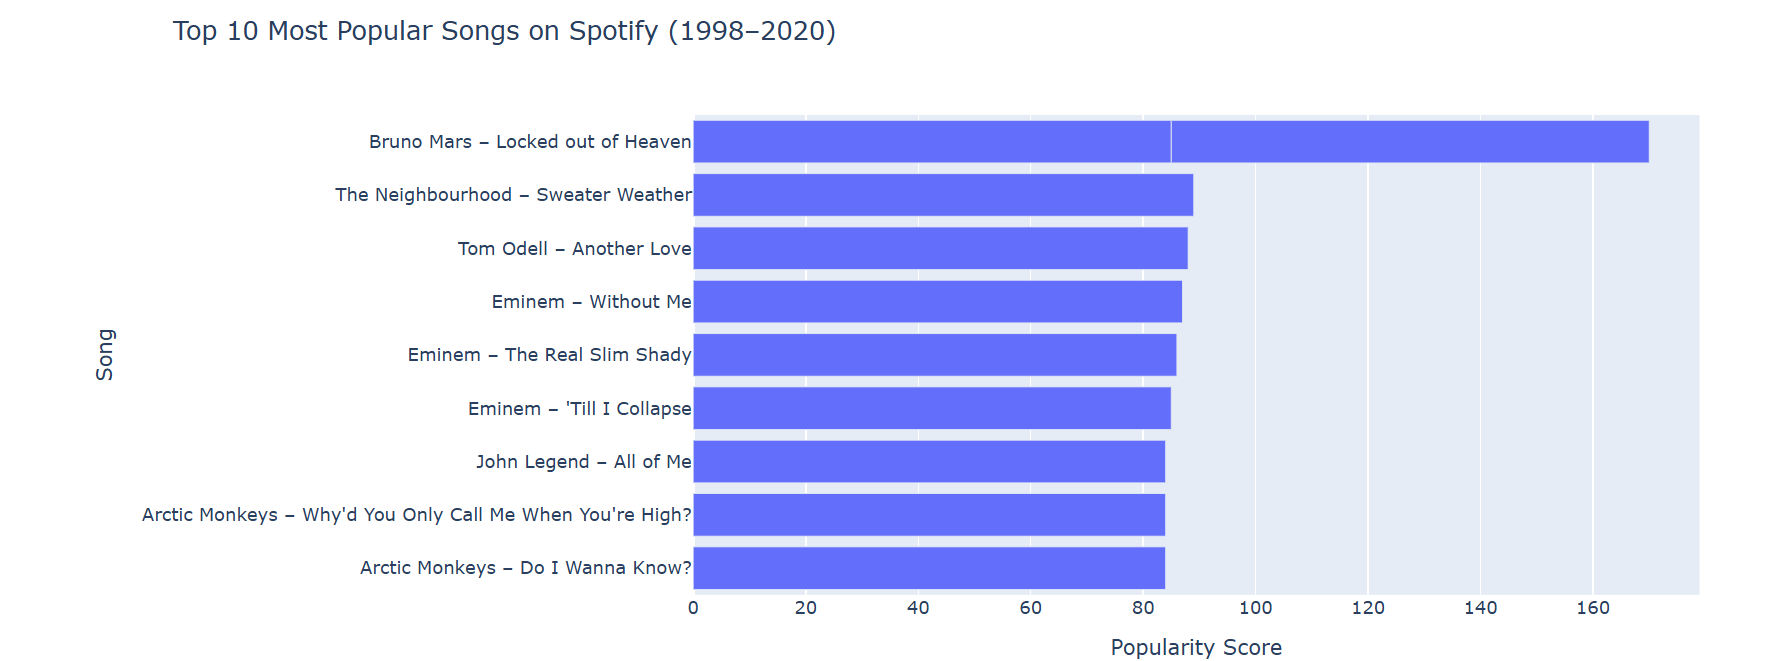 Top 10 Most Popular Songs on Spotify (1998–2020)
Bruno Mars – Locked out of Heaven
The Neighbourhood – Sweater Weather
Tom Odell – Another Love
Eminem – Without Me
Eminem – The Real Slim Shady
Eminem – 'Till I Collapse
John Legend – All of Me
Arctic Monkeys – Why'd You Only Call Me When You're High?
Arctic Monkeys – Do I Wanna Know?
Song
0 20 40 60 80 100 120 140 160
Popularity Score